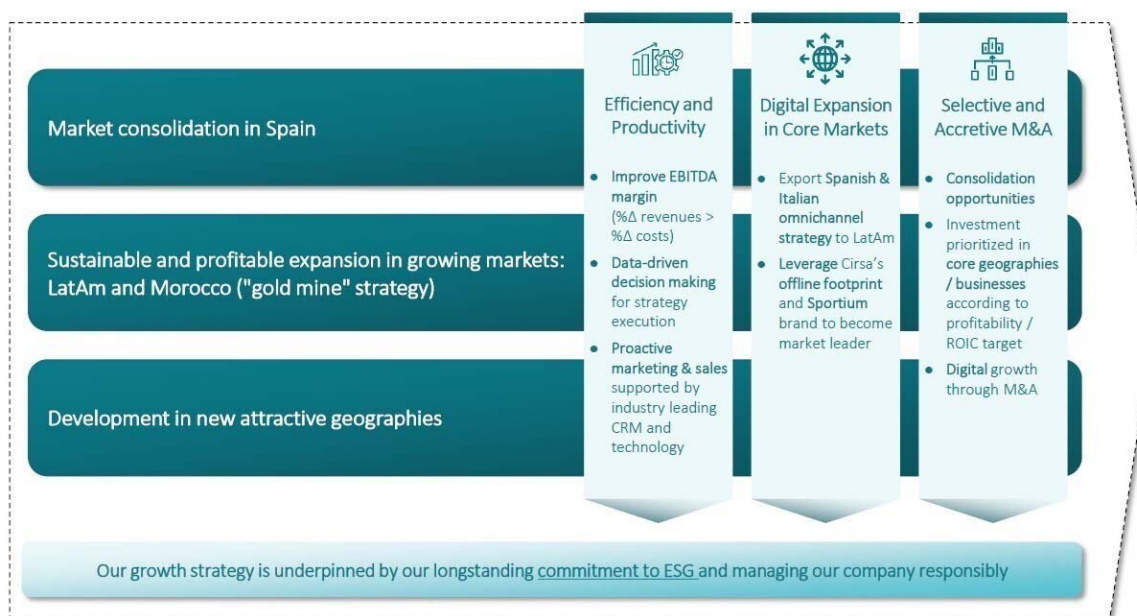 Market consolidation in Spain
Sustainable and profitable expansion in growing markets:
LatAm and Morocco ("gold mine" strategy)
Development in new attractive geographies
Efficiency and
Productivity
● Improve EBITDA
margin
(%Δ revenues >
%Δ costs)
● Data-driven
decision making
for strategy
execution
● Proactive
marketing & sales
supported by
industry leading
CRM and
technology
Digital Expansion
in Core Markets
● Export Spanish &
Italian
omnichannel
strategy to LatAm
● Leverage Cirsa's
offline footprint
and Sportium
brand to become
market leader
Selective and
Accretive M&A
● Consolidation
opportunities
● Investment
prioritized in
core geographies
/ businesses
according to
profitability /
ROIC target
● Digital growth
through M&A
Our growth strategy is underpinned by our longstanding commitment to ESG and managing our company responsibly